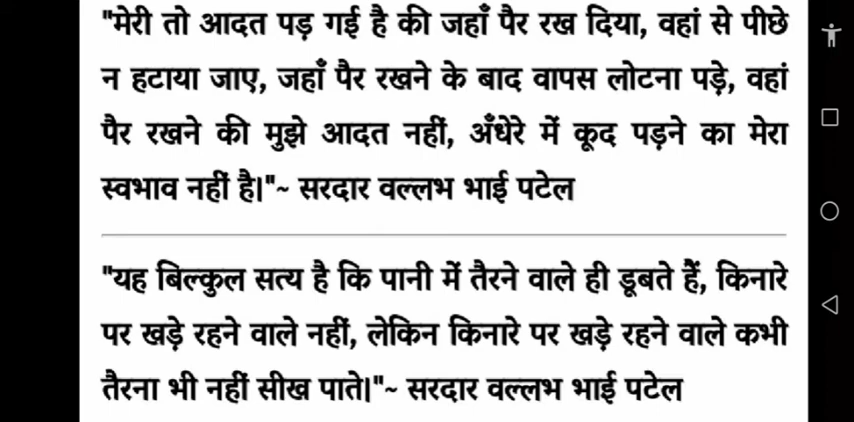 "मेरी तो आदत पड़ गई है की जहाँ पैर रख दिया, वहां से पीछे
न हटाया जाए, जहाँ पैर रखने के बाद वापस लोटना पड़े, वहां
पैर रखने की मुझे आदत नहीं, अँधेरे में कूद पड़ने का मेरा
स्वभाव नहीं है।"~ सरदार वल्लभ भाई पटेल
"यह बिल्कुल सत्य है कि पानी में तैरने वाले ही डूबते हैं, किनारे
पर खड़े रहने वाले नहीं, लेकिन किनारे पर खड़े रहने वाले कभी
तैरना भी नहीं सीख पाते।"~ सरदार वल्लभ भाई पटेल